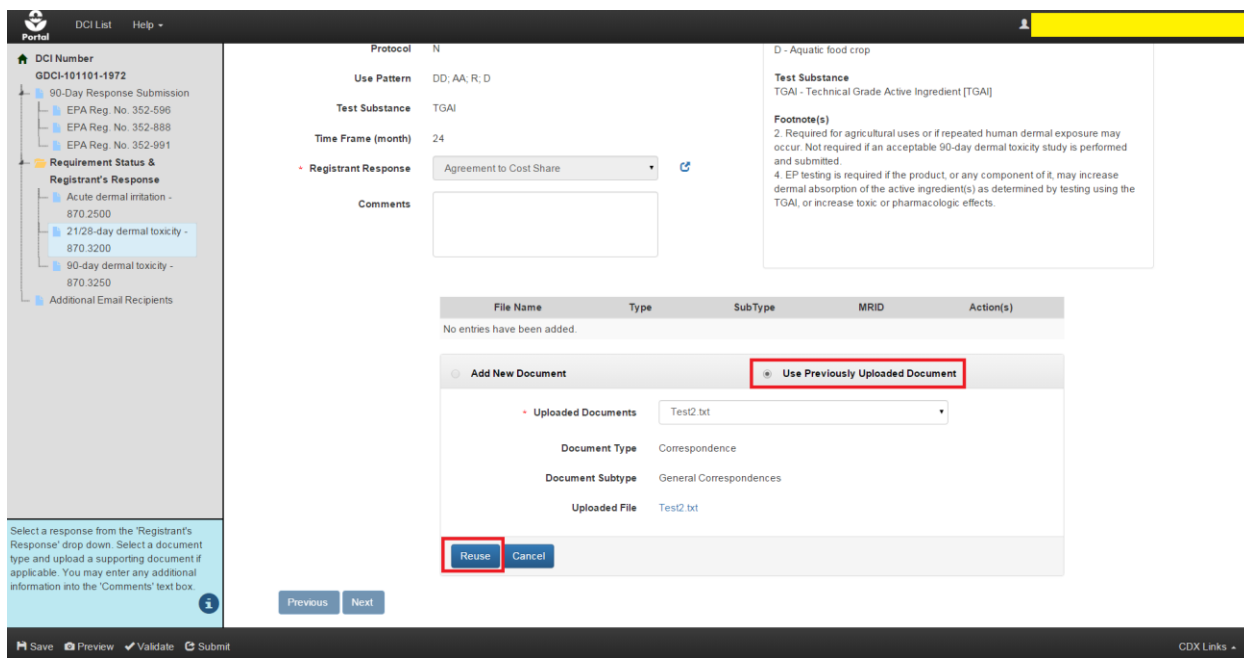 Portal
DCI List Help
DCI Number
GDCI-101101-1972
90-Day Response Submission
EPA Reg. No. 352-596
EPA Reg. No. 352-888
EPA Reg. No. 352-991
Requirement Status &
Registrant's Response
Acute dermal irritation -
870.2500
21/28-day dermal toxicity -
870.3200
90-day dermal toxicity -
870.3250
Additional Email Recipients
Select a response from the 'Registrant's
Response' drop down. Select a document
type and upload a supporting document if
applicable. You may enter any additional
information into the 'Comments' text box.
Protocol N
Use Pattern DD; AA; R; D
Test Substance TGAI
Time Frame (month) 24
* Registrant Response Agreement to Cost Share
Comments
D - Aquatic food crop
Test Substance
TGAI - Technical Grade Active Ingredient [TGAI]
Footnote(s)
2. Required for agricultural uses or if repeated human dermal exposure may
occur. Not required if an acceptable 90-day dermal toxicity study is performed
and submitted.
4. EP testing is required if the product, or any component of it, may increase
dermal absorption of the active ingredient(s) as determined by testing using the
TGAI, or increase toxic or pharmacologic effects.
File Name Type SubType MRID Action(s)
No entries have been added.
Add New Document Use Previously Uploaded Document
* Uploaded Documents Test2.txt
Document Type Correspondence
Document Subtype General Correspondences
Uploaded File Test2.txt
Reuse Cancel
Previous Next
Save Preview Validate Submit CDX Links